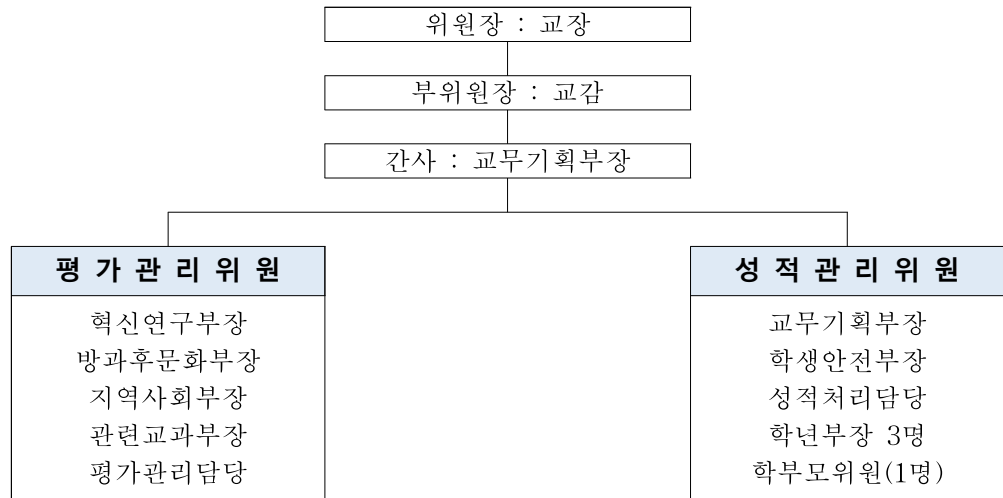 위원장 : 교장
부위원장 : 교감
간사 : 교무기획부장
평 가 관 리 위 원
혁신연구부장
방과후문화부장
지역사회부장
관련교과부장
평가관리담당
성 적 관 리 위 원
교무기획부장
학생안전부장
성적처리담당
학년부장 3명
학부모위원(1명)